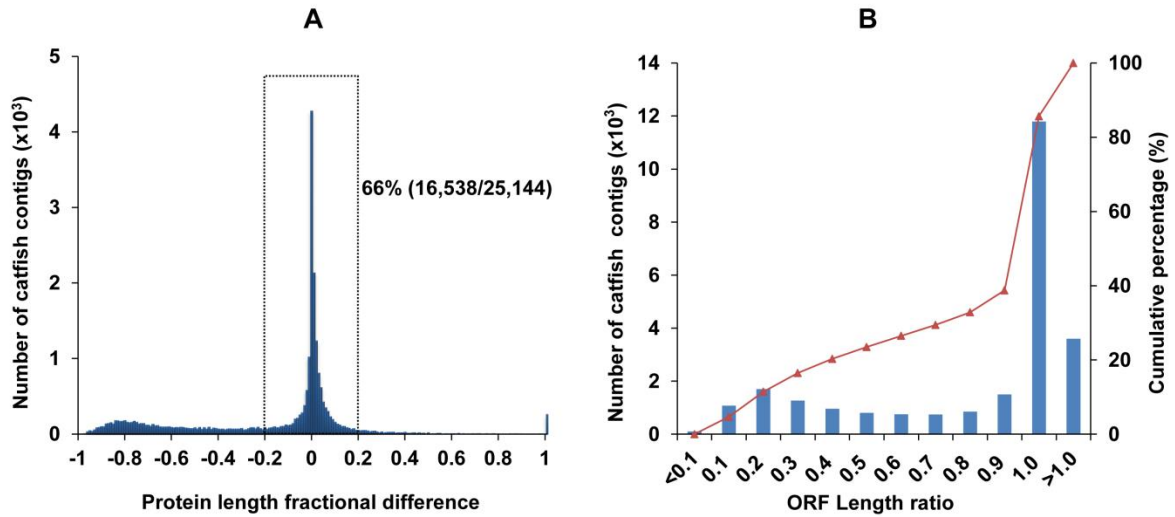 A
Number of catfish contigs (x10³)
5
4
3
2
1
0
66% (16,538/25,144)
-1 -0.8 -0.6 -0.4 -0.2 0 0.2 0.4 0.6 0.8 1
Protein length fractional difference
B
Number of catfish contigs (x10³)
14
12
10
8
6
4
2
0
100
80
60
40
20
0
Cumulative percentage (%)
<0.1 0.1 0.2 0.3 0.4 0.5 0.6 0.7 0.8 0.9 1.0 >1.0
ORF Length ratio